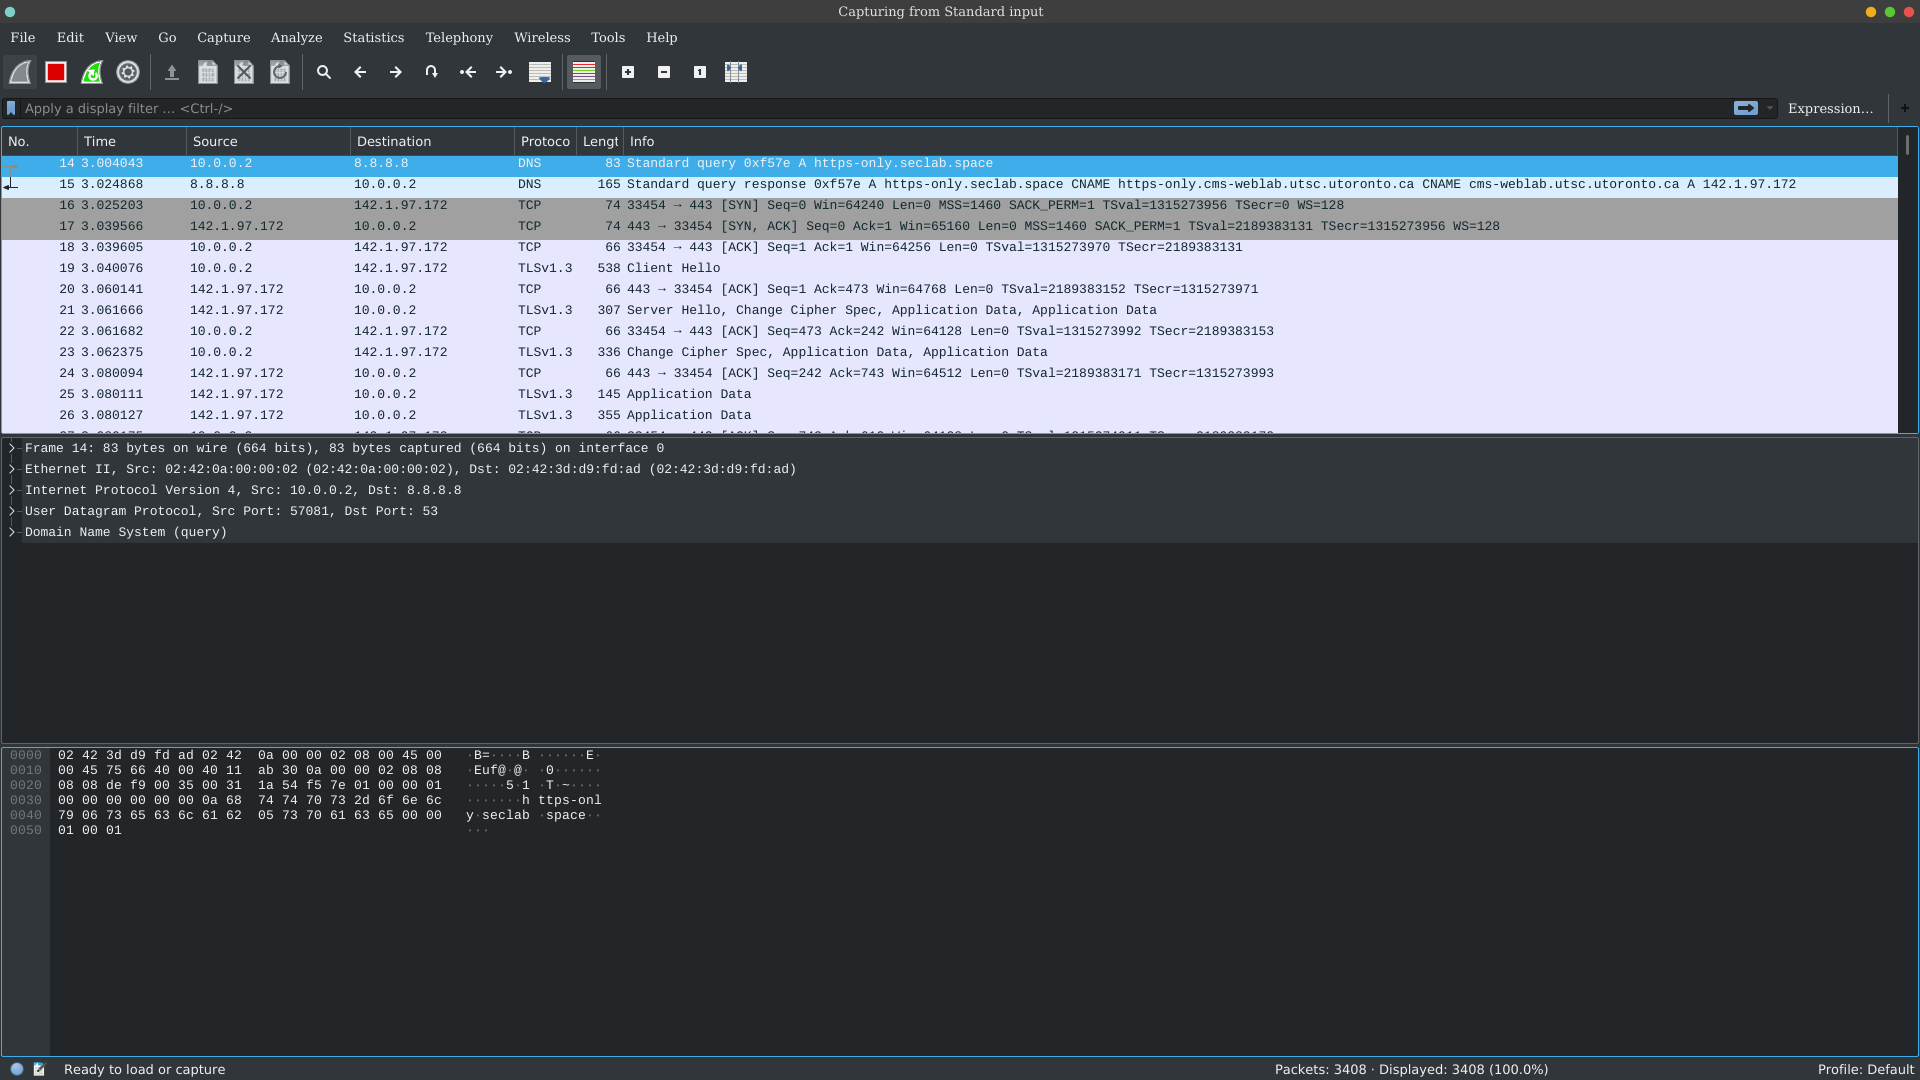 Capturing from Standard input
File Edit View Go Capture Analyze Statistics Telephony Wireless Tools Help
Apply a display filter ... <Ctrl-/> Expression... +
No. Time Source Destination Protoco Lengt Info
14 3.004043 10.0.0.2 8.8.8.8 DNS 83 Standard query 0xf57e A https-only.seclab.space
15 3.024868 8.8.8.8 10.0.0.2 DNS 165 Standard query response 0xf57e A https-only.seclab.space CNAME https-only.cms-weblab.utsc.utoronto.ca CNAME cms-weblab.utsc.utoronto.ca A 142.1.97.172
16 3.025203 10.0.0.2 142.1.97.172 TCP 74 33454 → 443 [SYN] Seq=0 Win=64240 Len=0 MSS=1460 SACK_PERM=1 TSval=1315273956 TSecr=0 WS=128
17 3.039566 142.1.97.172 10.0.0.2 TCP 74 443 → 33454 [SYN, ACK] Seq=0 Ack=1 Win=65160 Len=0 MSS=1460 SACK_PERM=1 TSval=2189383131 TSecr=1315273956 WS=128
18 3.039605 10.0.0.2 142.1.97.172 TCP 66 33454 → 443 [ACK] Seq=1 Ack=1 Win=64256 Len=0 TSval=1315273970 TSecr=2189383131
19 3.040076 10.0.0.2 142.1.97.172 TLSv1.3 538 Client Hello
20 3.060141 142.1.97.172 10.0.0.2 TCP 66 443 → 33454 [ACK] Seq=1 Ack=473 Win=64768 Len=0 TSval=2189383152 TSecr=1315273971
21 3.061666 142.1.97.172 10.0.0.2 TLSv1.3 307 Server Hello, Change Cipher Spec, Application Data, Application Data
22 3.061682 10.0.0.2 142.1.97.172 TCP 66 33454 → 443 [ACK] Seq=473 Ack=242 Win=64128 Len=0 TSval=1315273992 TSecr=2189383153
23 3.062375 10.0.0.2 142.1.97.172 TLSv1.3 336 Change Cipher Spec, Application Data, Application Data
24 3.080094 142.1.97.172 10.0.0.2 TCP 66 443 → 33454 [ACK] Seq=242 Ack=743 Win=64512 Len=0 TSval=2189383171 TSecr=1315273993
25 3.080111 142.1.97.172 10.0.0.2 TLSv1.3 145 Application Data
26 3.080127 142.1.97.172 10.0.0.2 TLSv1.3 355 Application Data
Frame 14: 83 bytes on wire (664 bits), 83 bytes captured (664 bits) on interface 0
Ethernet II, Src: 02:42:0a:00:00:02 (02:42:0a:00:00:02), Dst: 02:42:3d:d9:fd:ad (02:42:3d:d9:fd:ad)
Internet Protocol Version 4, Src: 10.0.0.2, Dst: 8.8.8.8
User Datagram Protocol, Src Port: 57081, Dst Port: 53
Domain Name System (query)
0000 02 42 3d d9 fd ad 02 42 0a 00 00 02 08 00 45 00 ·B=····B ······E·
0010 00 45 75 66 40 00 40 11 ab 30 0a 00 00 02 08 08 ·Euf@·@· ·0······
0020 08 08 de f9 00 35 00 31 1a 54 f5 7e 01 00 00 01 ·····5·1 ·T·~····
0030 00 00 00 00 00 00 0a 68 74 74 70 73 2d 6f 6e 6c ·······h ttps-onl
0040 79 06 73 65 63 6c 61 62 05 73 70 61 63 65 00 00 y·seclab ·space··
0050 01 00 01 ···
Ready to load or capture Packets: 3408 · Displayed: 3408 (100.0%) Profile: Default